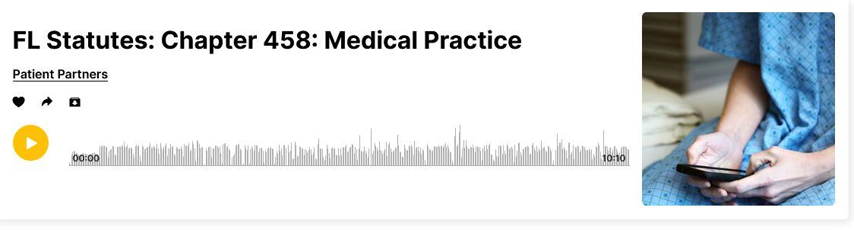 FL Statutes: Chapter 458: Medical Practice
Patient Partners
00:00
10:10